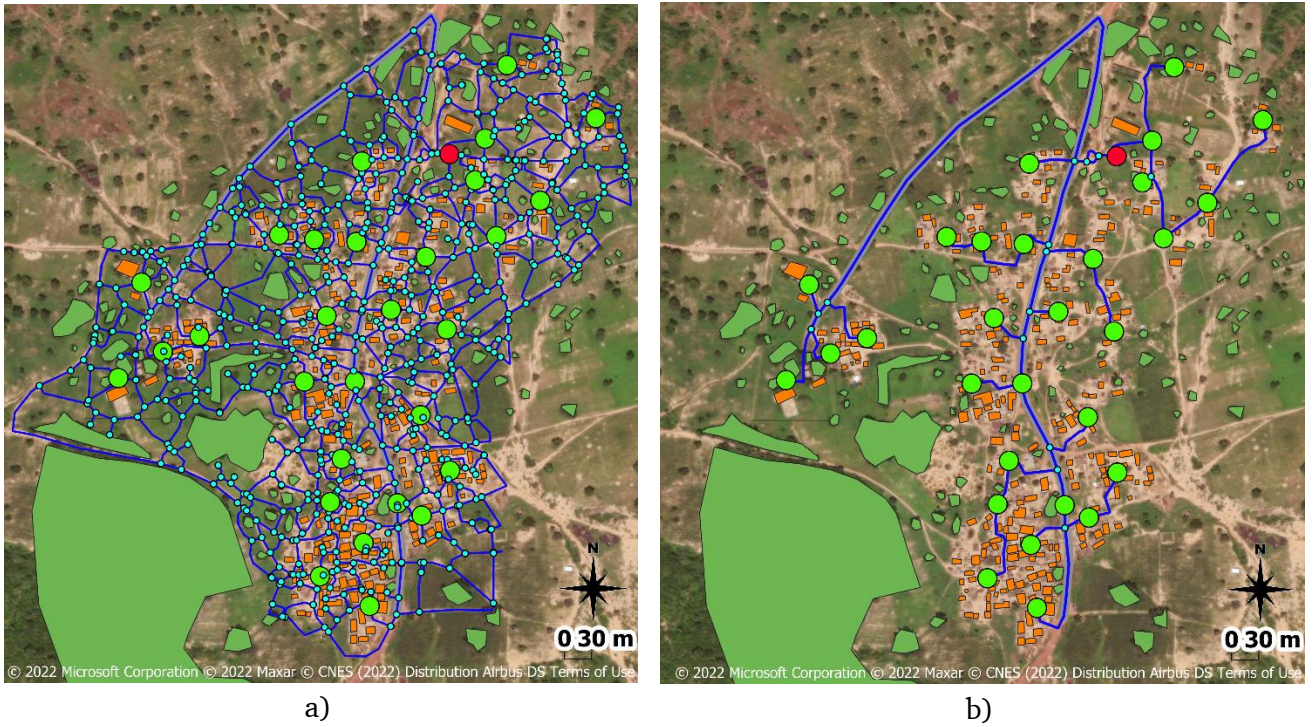 N
0 30 m
© 2022 Microsoft Corporation © 2022 Maxar © CNES (2022) Distribution Airbus DS Terms of Use
a)
N
0 30 m
© 2022 Microsoft Corporation © 2022 Maxar © CNES (2022) Distribution Airbus DS Terms of Use
b)